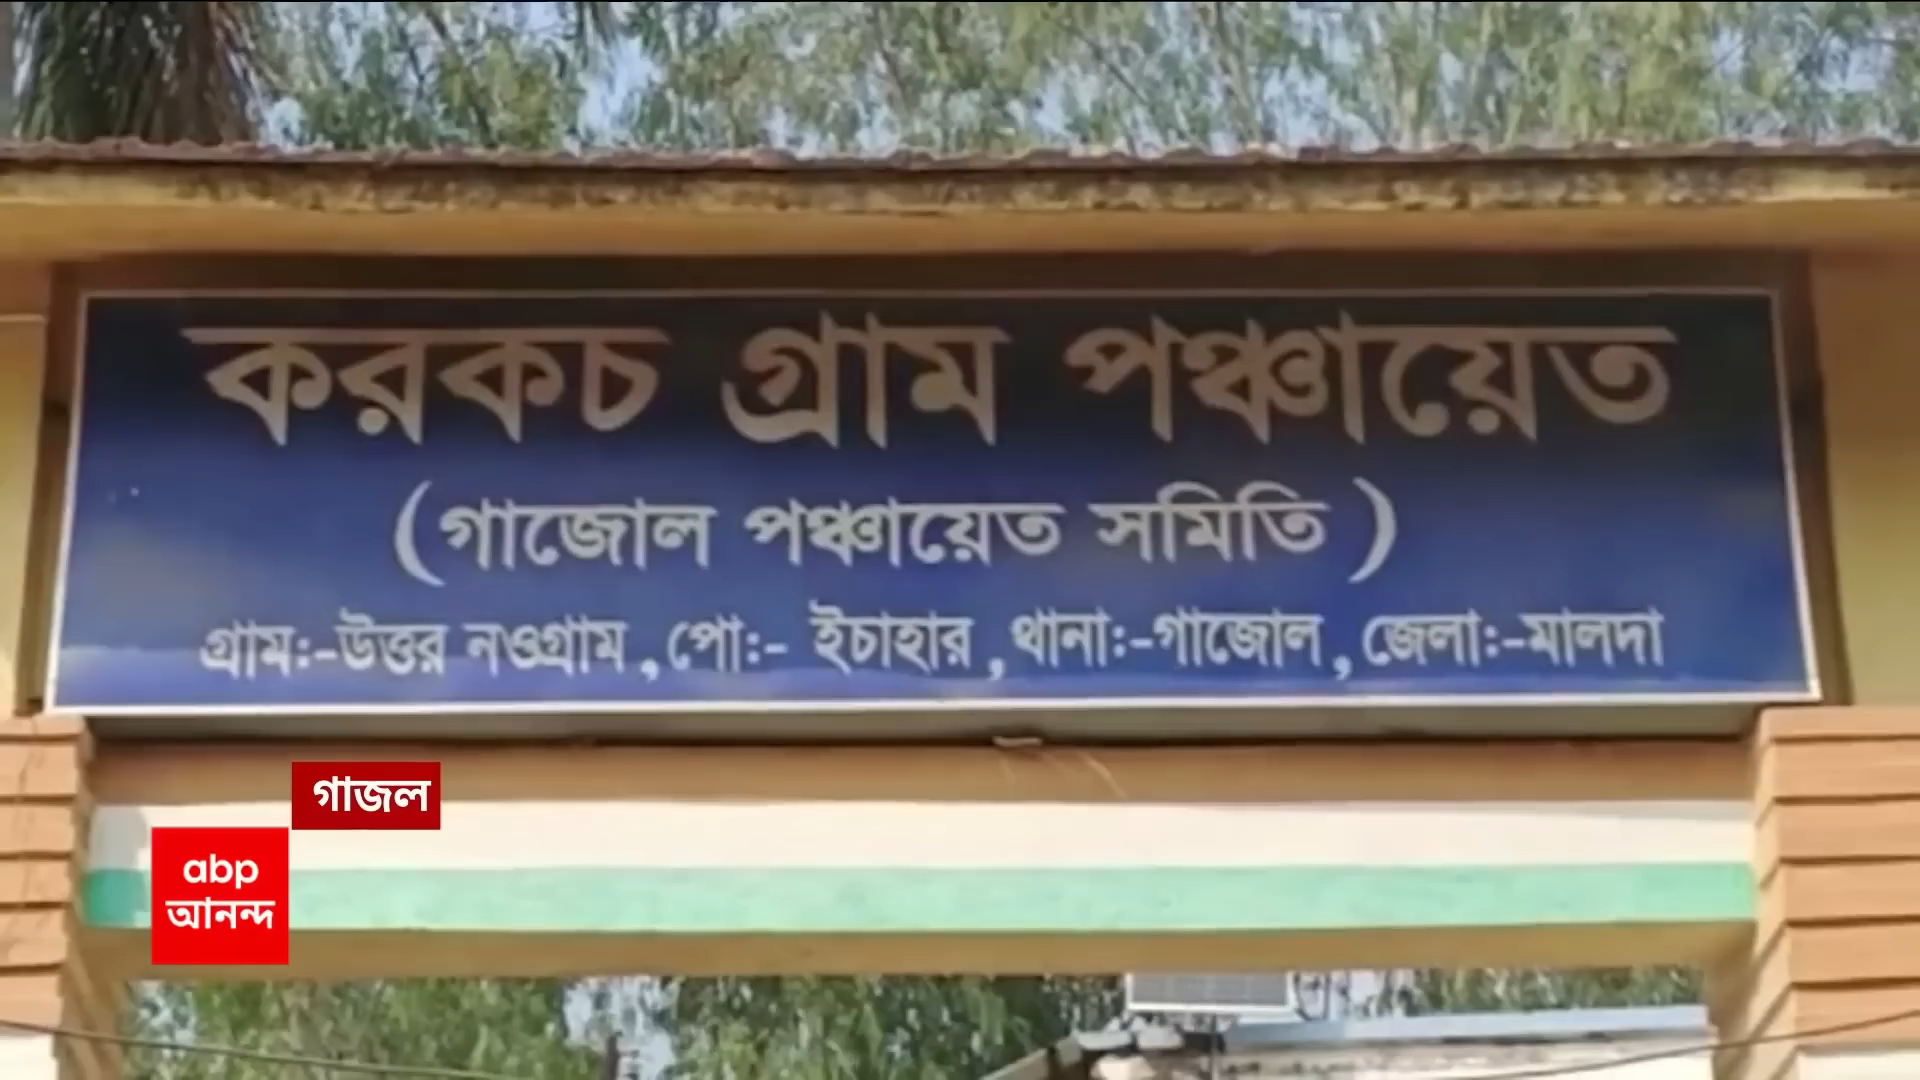 করকচ গ্রাম পঞ্চায়েত
(গাজোল পঞ্চায়েত সমিতি)
গ্রাম:-উত্তর নওগ্রাম, পো:- ইচাহার, থানা:-গাজোল, জেলা:-মালদা
গাজল
abp
আনন্দ